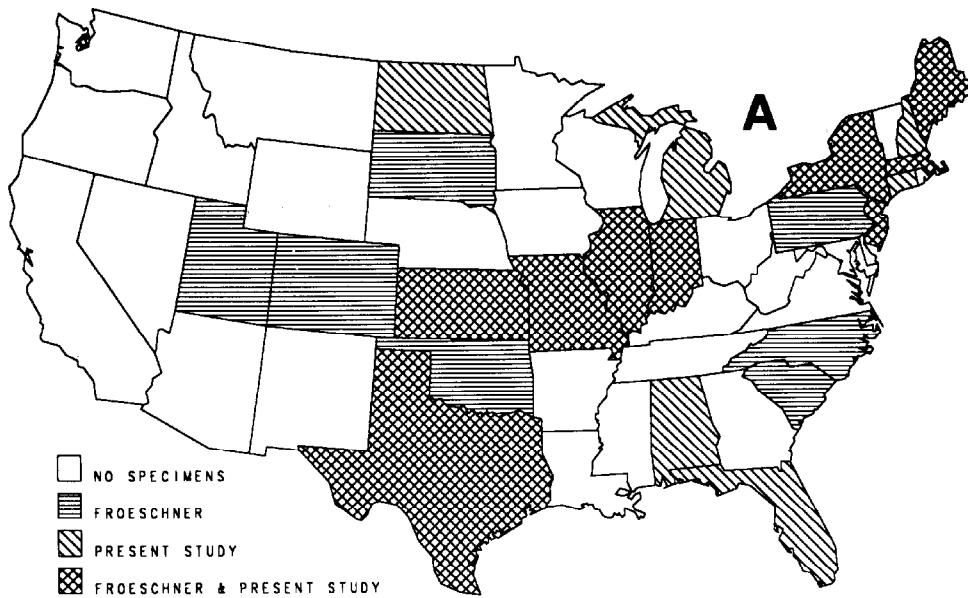 A
NO SPECIMENS
FROESCHNER
PRESENT STUDY
FROESCHNER & PRESENT STUDY